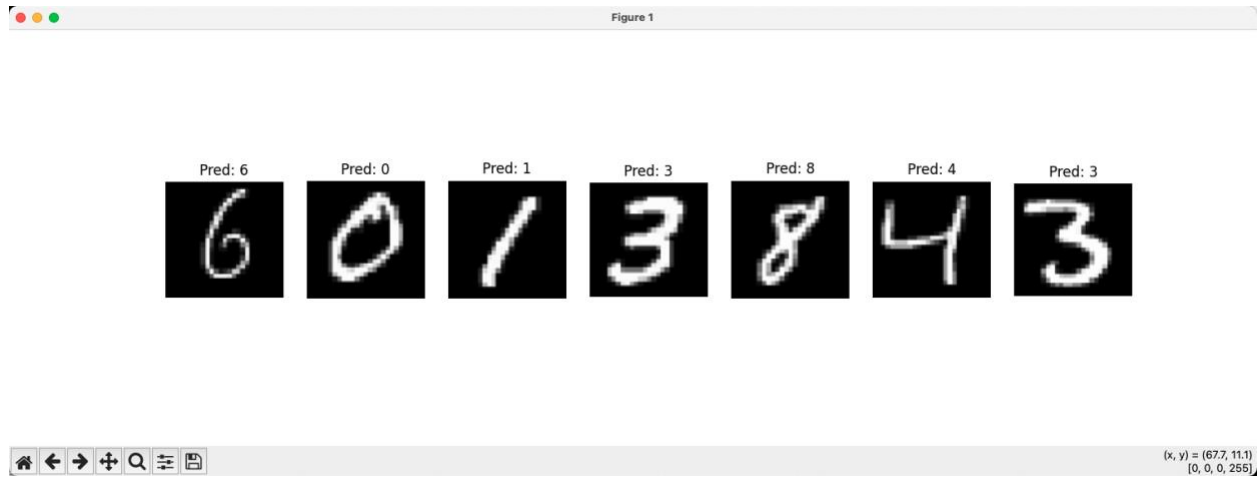 Figure 1
Pred: 6 Pred: 0 Pred: 1 Pred: 3 Pred: 8 Pred: 4 Pred: 3
6 0 1 3 8 4 3
(x, y) = (67.7, 11.1)
[0, 0, 0, 255]